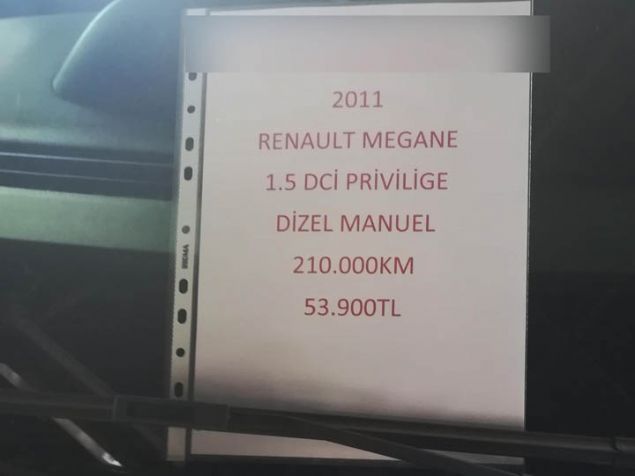 2011
RENAULT MEGANE
1.5 DCİ PRİVİLİGE
DİZEL MANUEL
210.000KM
53.900TL